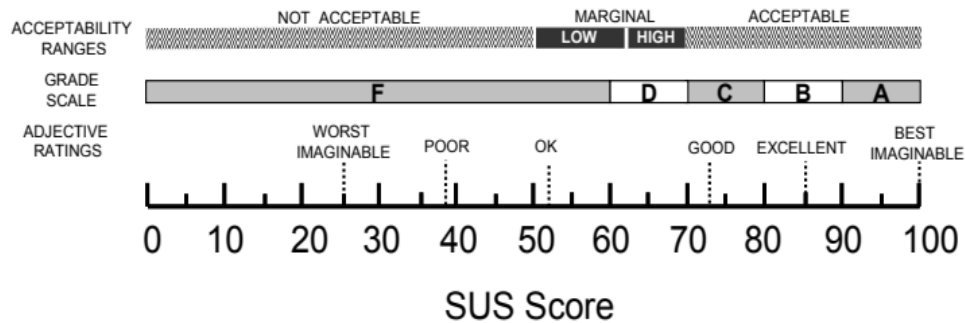 NOT ACCEPTABLE MARGINAL ACCEPTABLE
ACCEPTABILITY
RANGES
LOW HIGH
GRADE
SCALE
F D C B A
ADJECTIVE
RATINGS
WORST
IMAGINABLE
POOR
OK
GOOD
EXCELLENT
BEST
IMAGINABLE
0 10 20 30 40 50 60 70 80 90 100
SUS Score